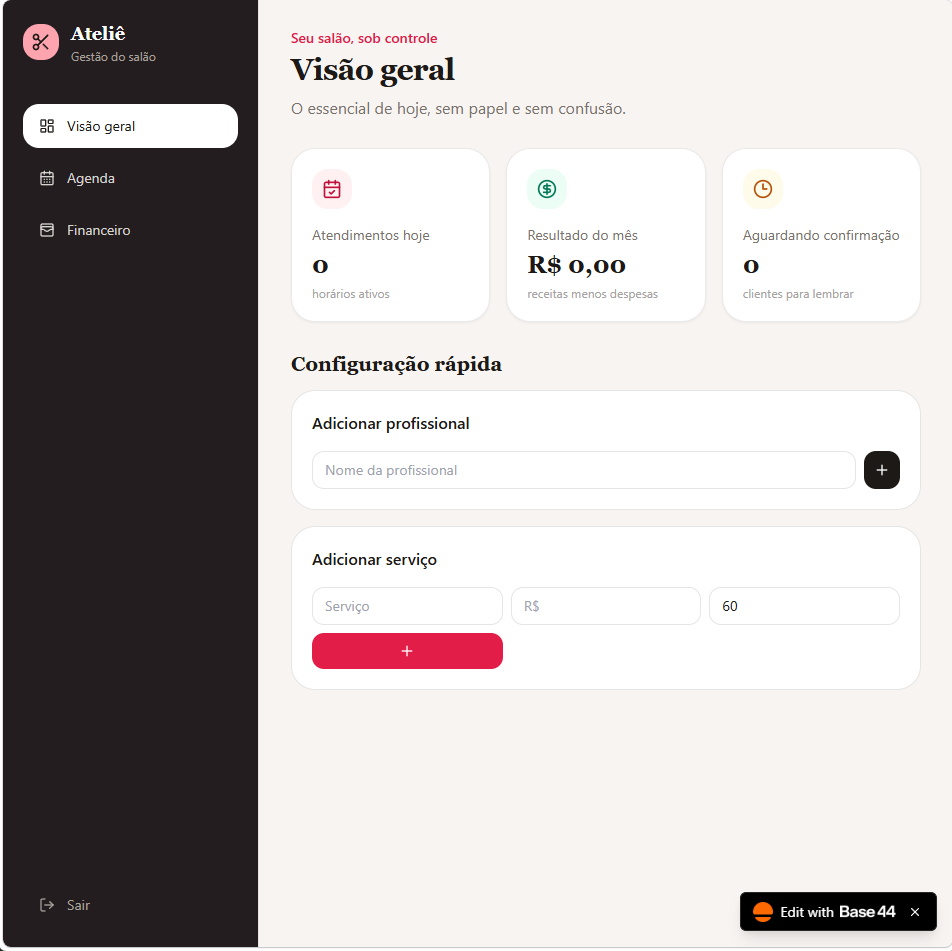 Ateliê
Gestão do salão
Visão geral
Agenda
Financeiro
Sair
Seu salão, sob controle
Visão geral
O essencial de hoje, sem papel e sem confusão.
Atendimentos hoje
0
horários ativos
Resultado do mês
R$ 0,00
receitas menos despesas
Aguardando confirmação
0
clientes para lembrar
Configuração rápida
Adicionar profissional
Nome da profissional
+
Adicionar serviço
Serviço
R$
60
+
Edit with Base44 ×